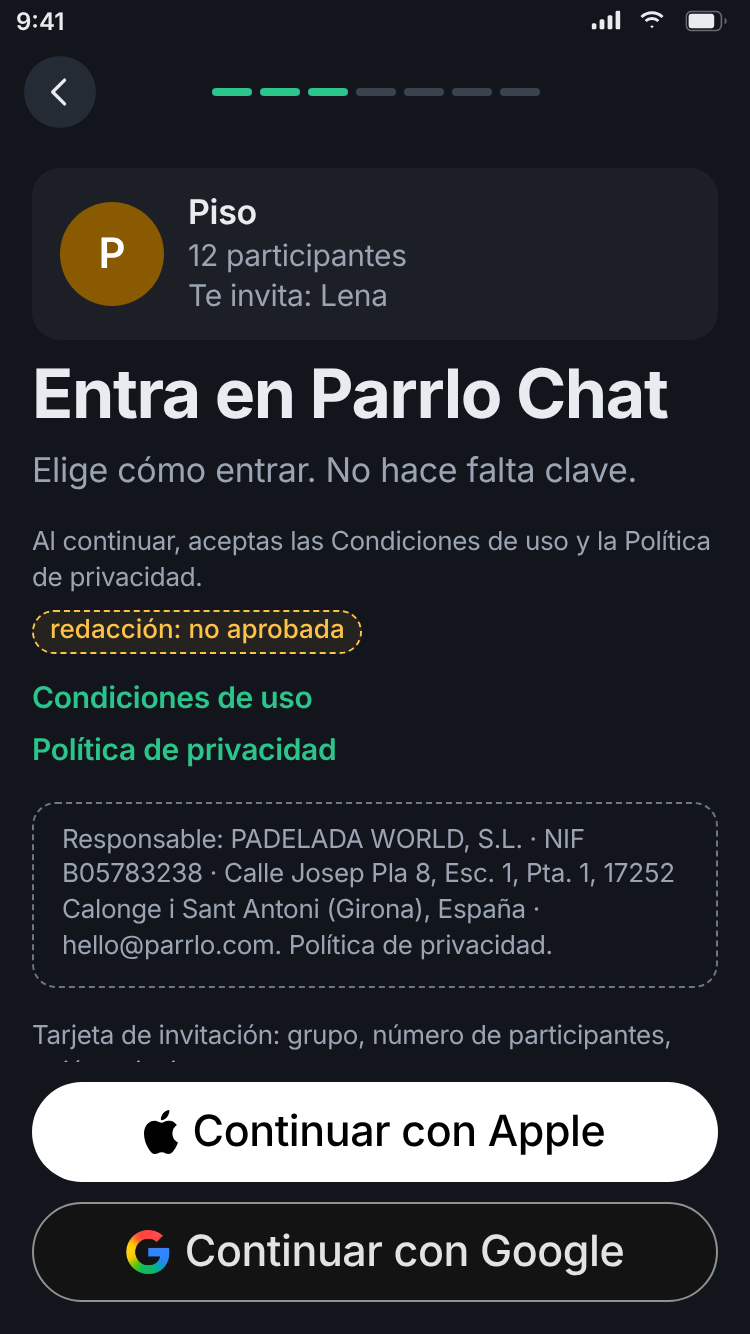 9:41
P
Piso
12 participantes
Te invita: Lena
Entra en Parrlo Chat
Elige cómo entrar. No hace falta clave.
Al continuar, aceptas las Condiciones de uso y la Política
de privacidad.
redacción: no aprobada
Condiciones de uso
Política de privacidad
Responsable: PADELADA WORLD, S.L. · NIF
B05783238 · Calle Josep Pla 8, Esc. 1, Pta. 1, 17252
Calonge i Sant Antoni (Girona), España ·
hello@parrlo.com. Política de privacidad.
Tarjeta de invitación: grupo, número de participantes,
Continuar con Apple
Continuar con Google